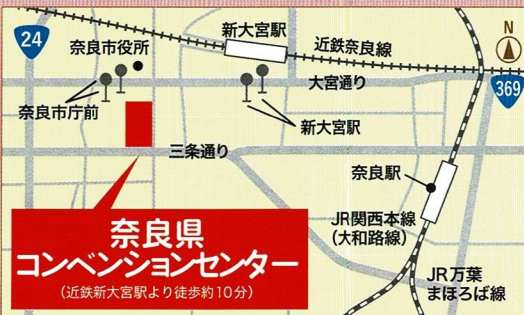 24
奈良市役所
新大宮駅
近鉄奈良線
N
大宮通り
369
奈良市庁前
新大宮駅
三条通り
奈良駅
JR関西本線
(大和路線)
奈良県
コンベンションセンター
(近鉄新大宮駅より徒歩約10分)
JR万葉
まほろば線